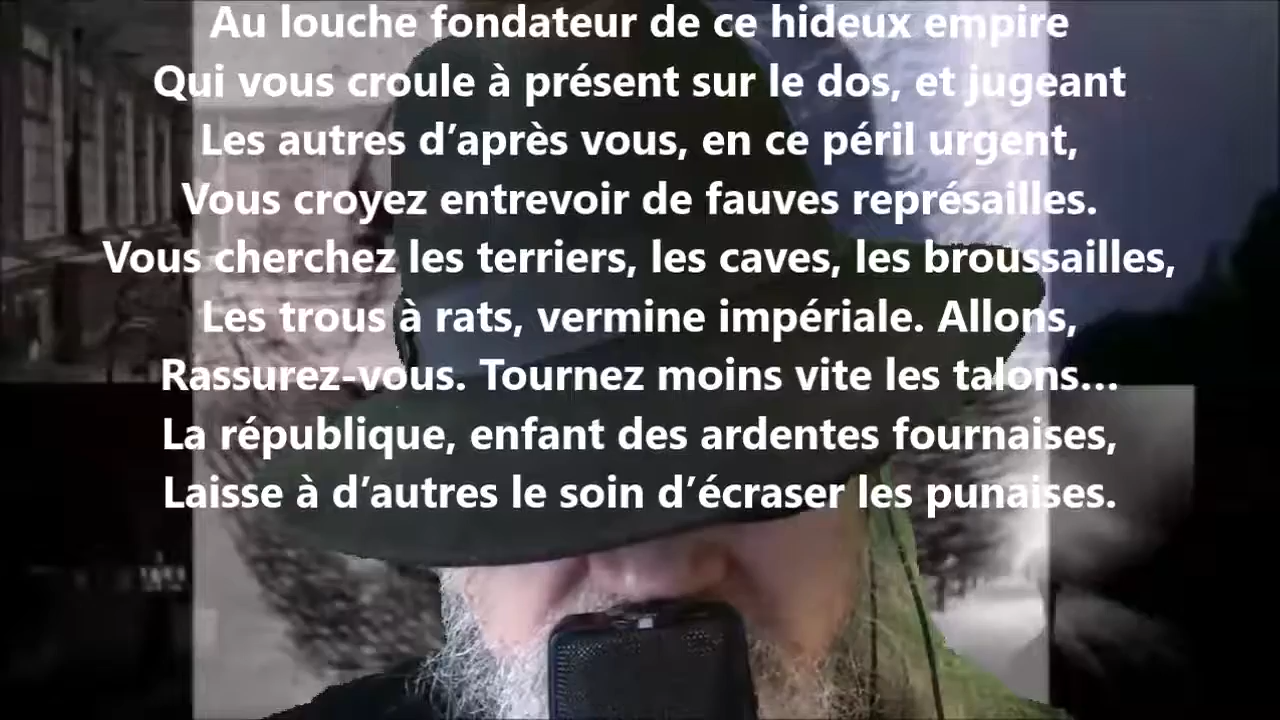 Au louche fondateur de ce hideux empire
Qui vous croule à présent sur le dos, et jugeant
Les autres d’après vous, en ce péril urgent,
Vous croyez entrevoir de fauves représailles.
Vous cherchez les terriers, les caves, les broussailles,
Les trous à rats, vermine impériale. Allons,
Rassurez-vous. Tournez moins vite les talons…
La république, enfant des ardentes fournaises,
Laisse à d’autres le soin d’écraser les punaises.